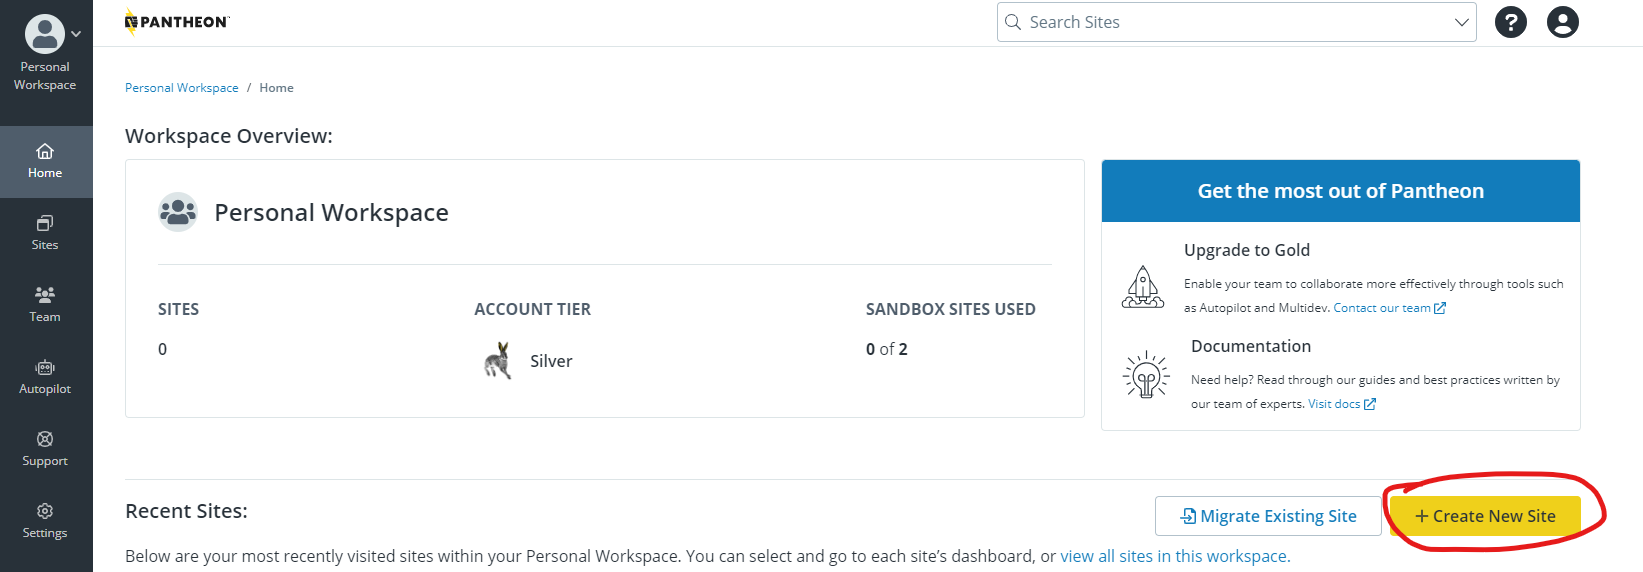 Personal
Workspace
Home
Sites
Team
Autopilot
Support
Settings
PANTHEON
Search Sites
?
Personal Workspace / Home
Workspace Overview:
Personal Workspace
SITES
0
ACCOUNT TIER
Silver
SANDBOX SITES USED
0 of 2
Get the most out of Pantheon
Upgrade to Gold
Enable your team to collaborate more effectively through tools such
as Autopilot and Multidev. Contact our team
Documentation
Need help? Read through our guides and best practices written by
our team of experts. Visit docs
Recent Sites:
Migrate Existing Site
+ Create New Site
Below are your most recently visited sites within your Personal Workspace. You can select and go to each site's dashboard, or view all sites in this workspace.